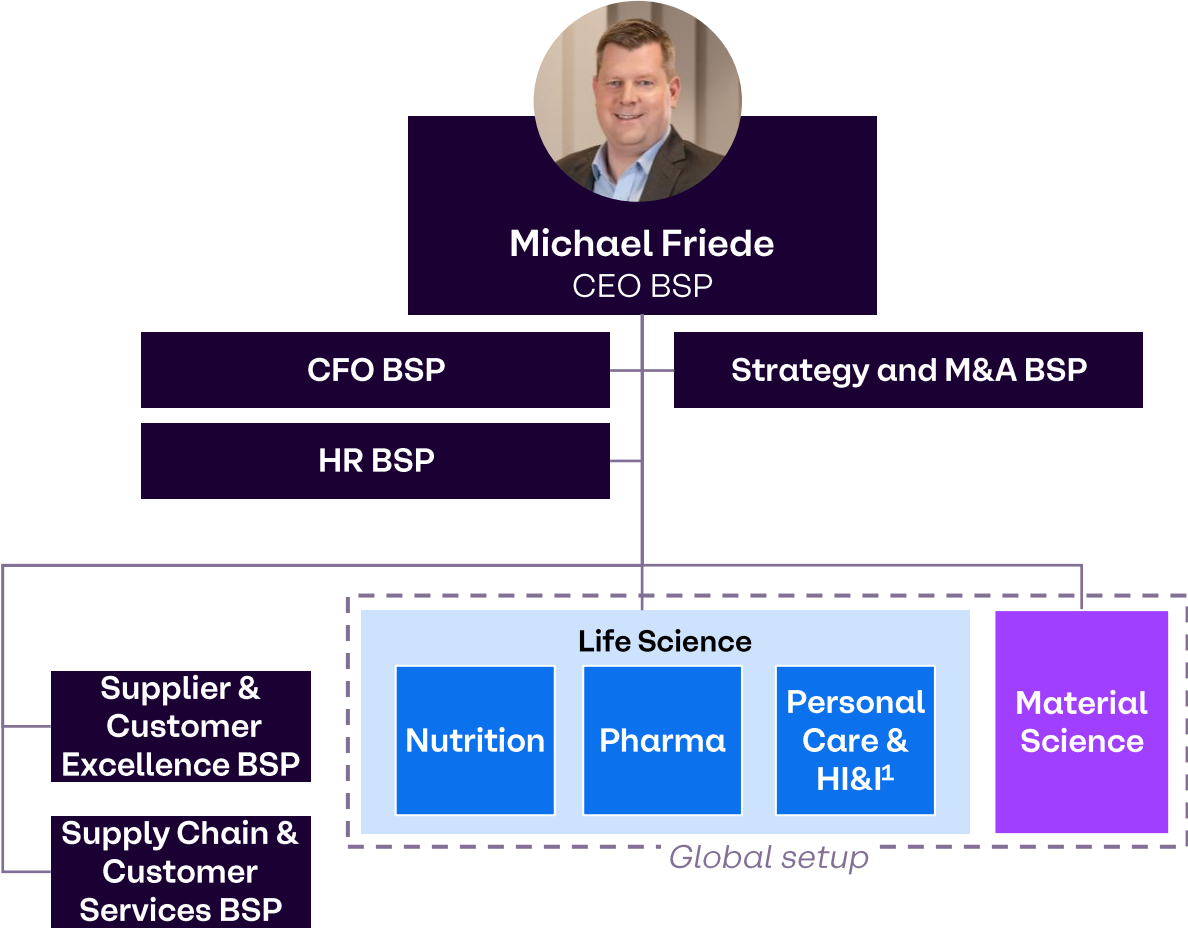 Michael Friede
CEO BSP
CFO BSP
Strategy and M&A BSP
HR BSP
Life Science
Nutrition
Pharma
Personal
Care &
HI&I¹
Material
Science
Supplier &
Customer
Excellence BSP
Supply Chain &
Customer
Services BSP
Global setup